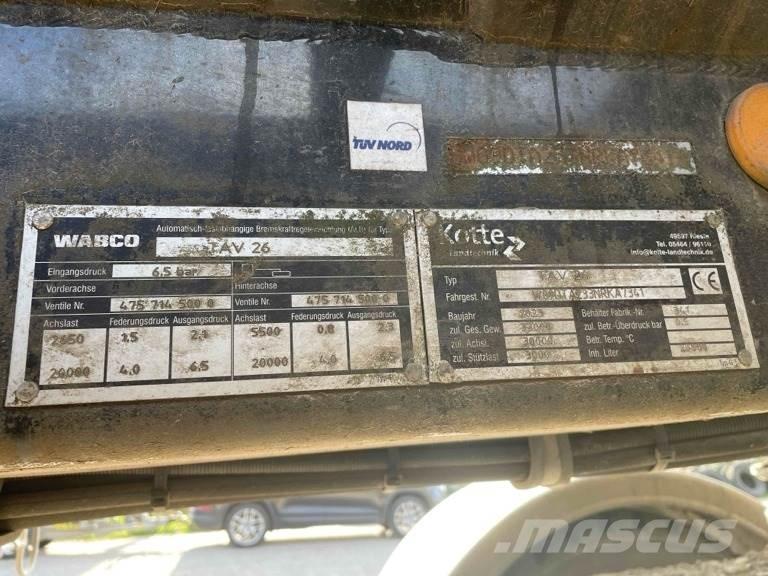 TÜV NORD
WABCO Automatisch-lastabhängige Bremskraftregeleinrichtung für Typ
TAV 26
Eingangsdruck 6,5 bar
Vorderachse Hinterachse
Ventile Nr. 475 714 500 0 Ventile Nr. 475 714 500 0
Achslast Federungsdruck Ausgangsdruck Achslast Federungsdruck Ausgangsdruck
1,5 2,1 5500 0,8 2,3
20000 4,0 6,5 20000 4,0 6,5
Kotte
Landtechnik
49597 Rieste
Tel. 05464 / 96110
info@kotte-landtechnik.de
Typ TAV 26
Fahrgest. Nr.
CE
Baujahr Behälter Fabrik.-Nr.
zul. Ges. Gew. zul. Betr.-Überdruck bar
zul. Achsl. 30000 Betr. Temp. °C
zul. Stützlast 3000 Inh. Liter
MASCUS